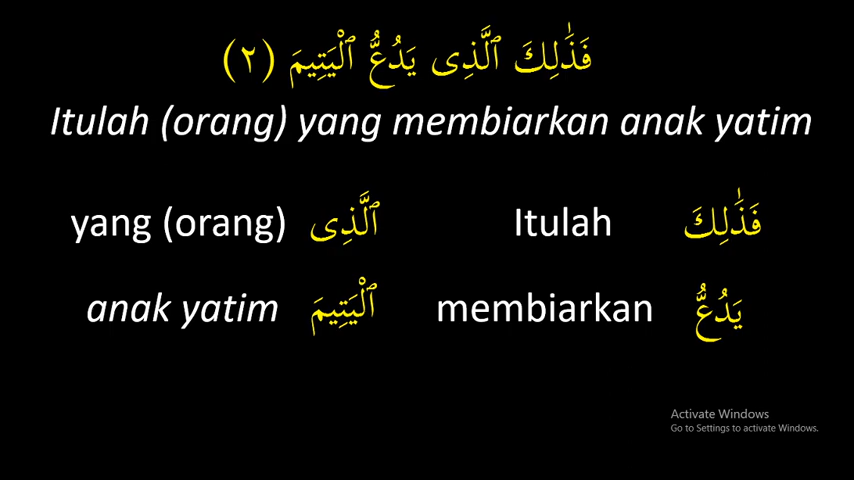 فَذَٰلِكَ ٱلَّذِى يَدُعُّ ٱلْيَتِيمَ (٢)
Itulah (orang) yang membiarkan anak yatim
yang (orang) ٱلَّذِى Itulah فَذَٰلِكَ
anak yatim ٱلْيَتِيمَ membiarkan يَدُعُّ
Activate Windows
Go to Settings to activate Windows.